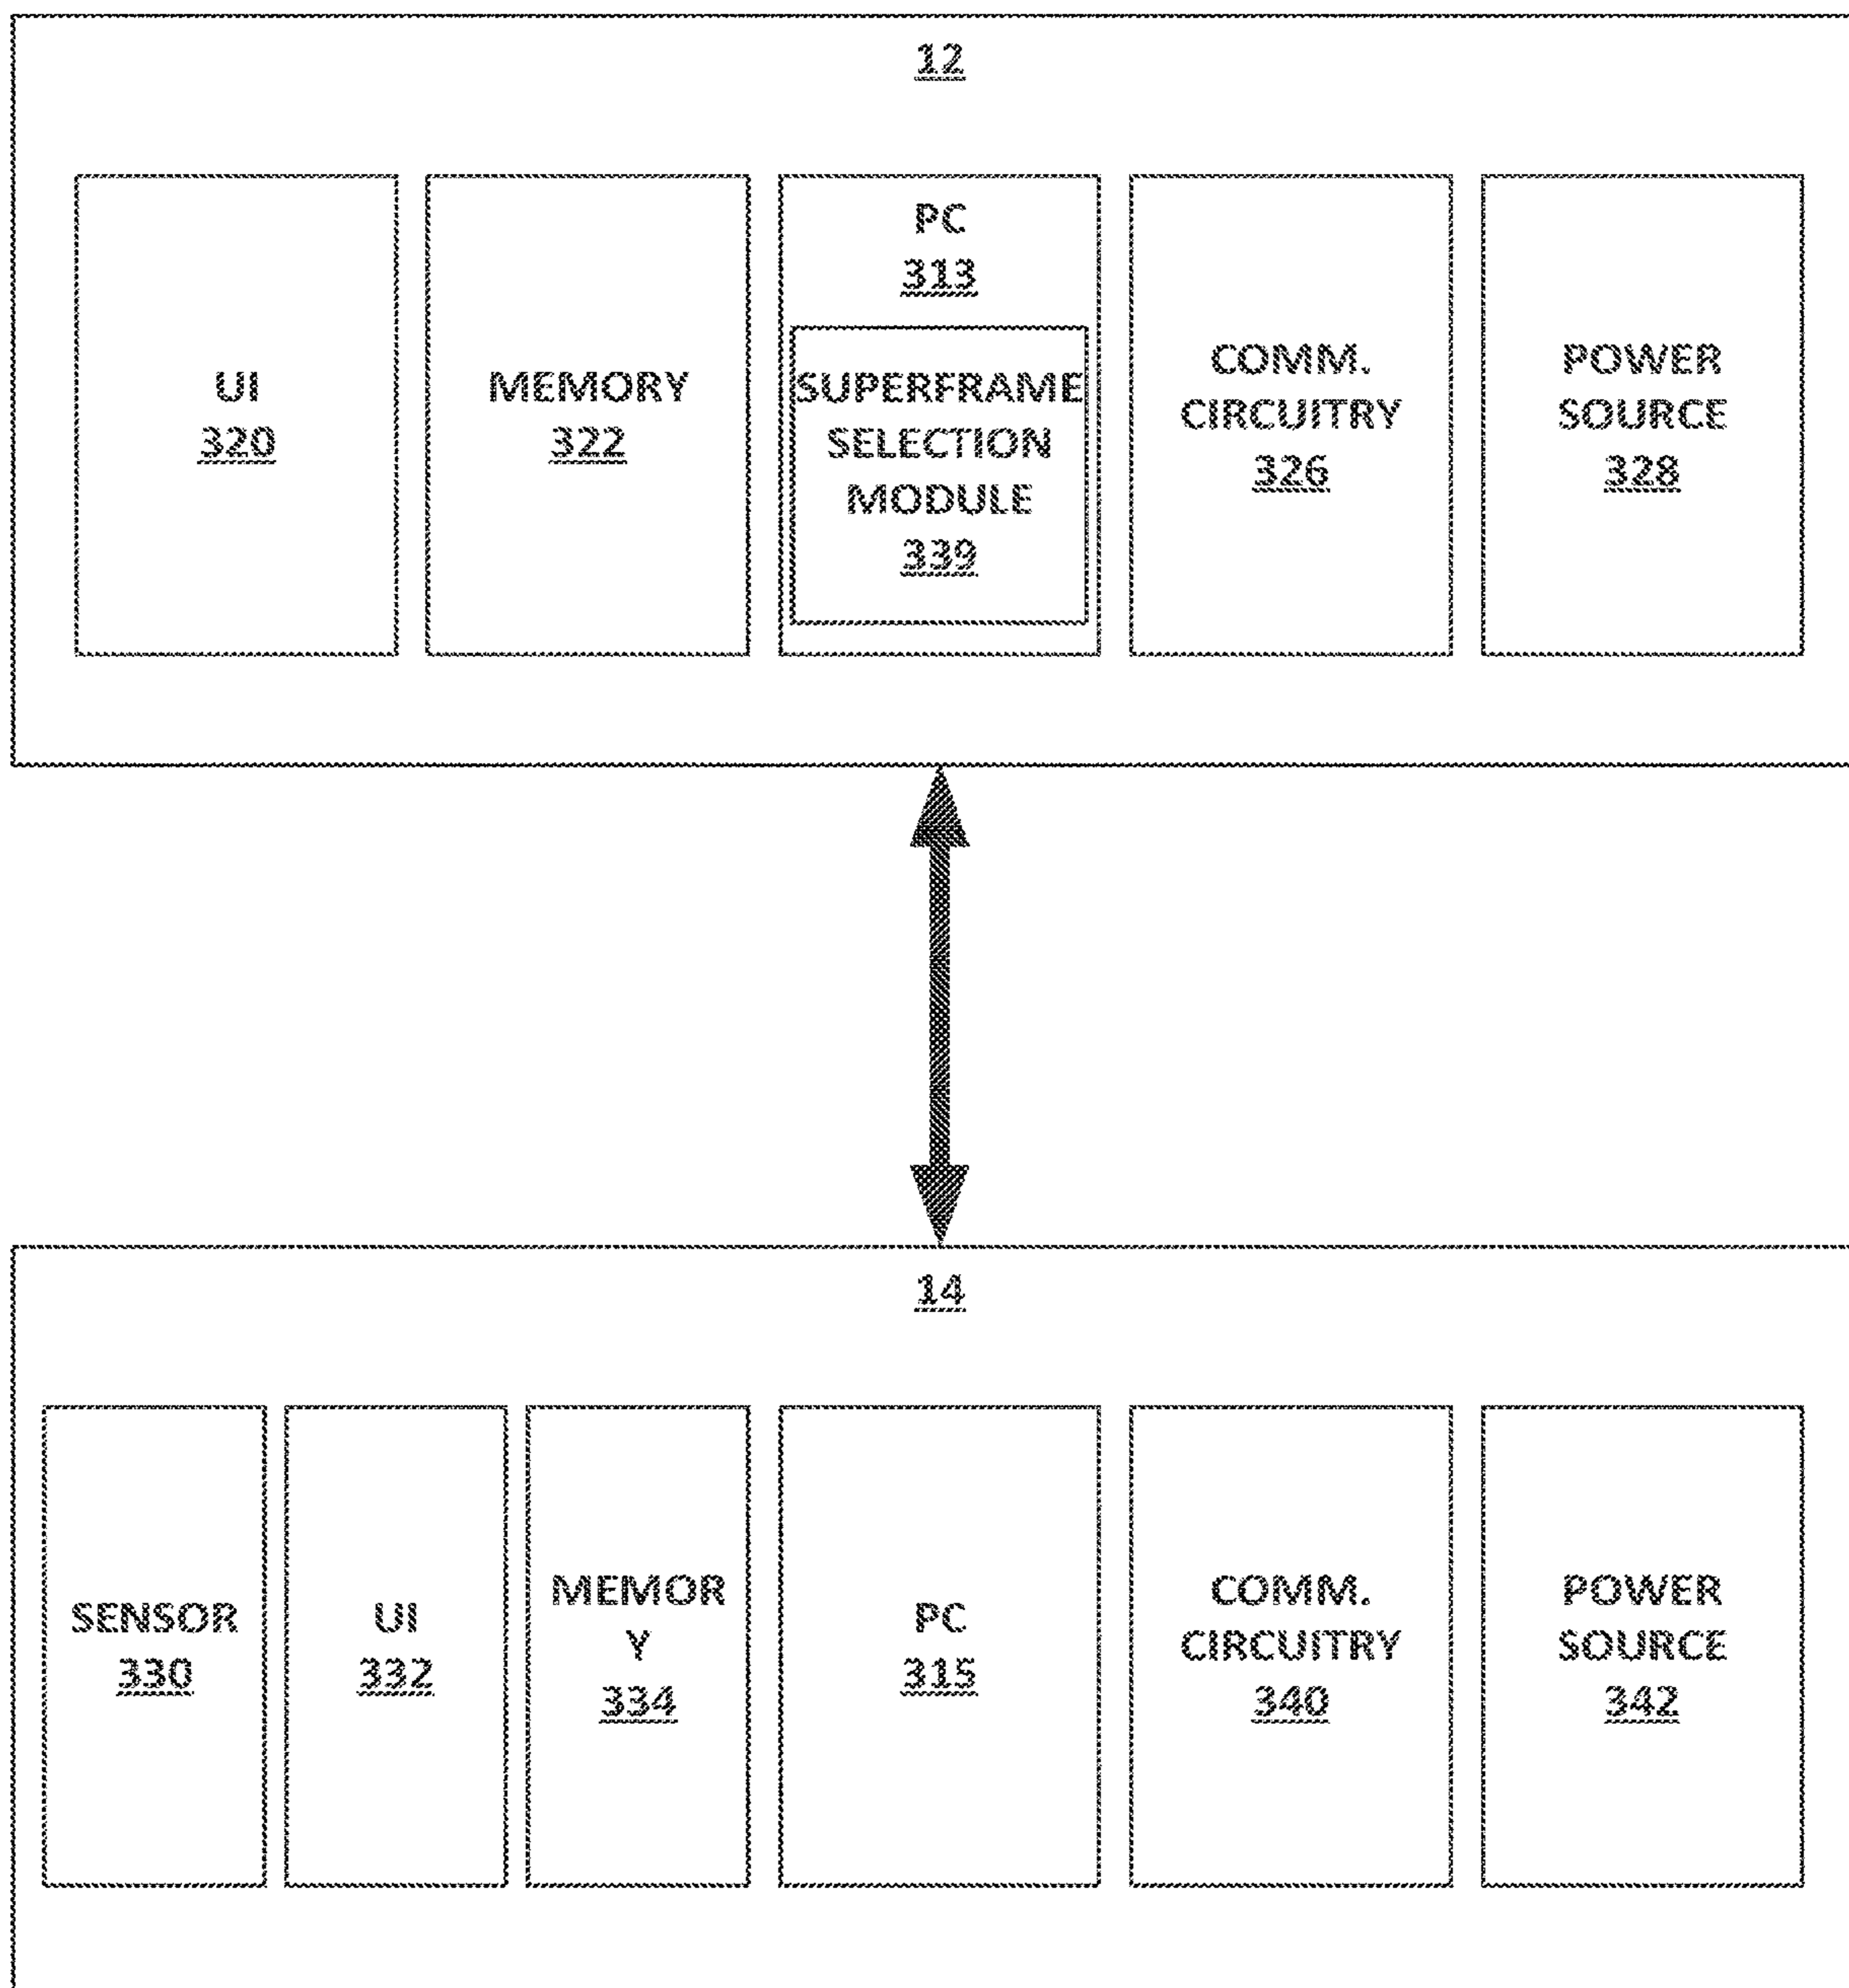 12
UI
320
MEMORY
322
PC
313
SUPERFRAME
SELECTION
MODULE
339
COMM.
CIRCUITRY
326
POWER
SOURCE
328
14
SENSOR
330
UI
332
MEMOR
Y
334
PC
315
COMM.
CIRCUITRY
340
POWER
SOURCE
342